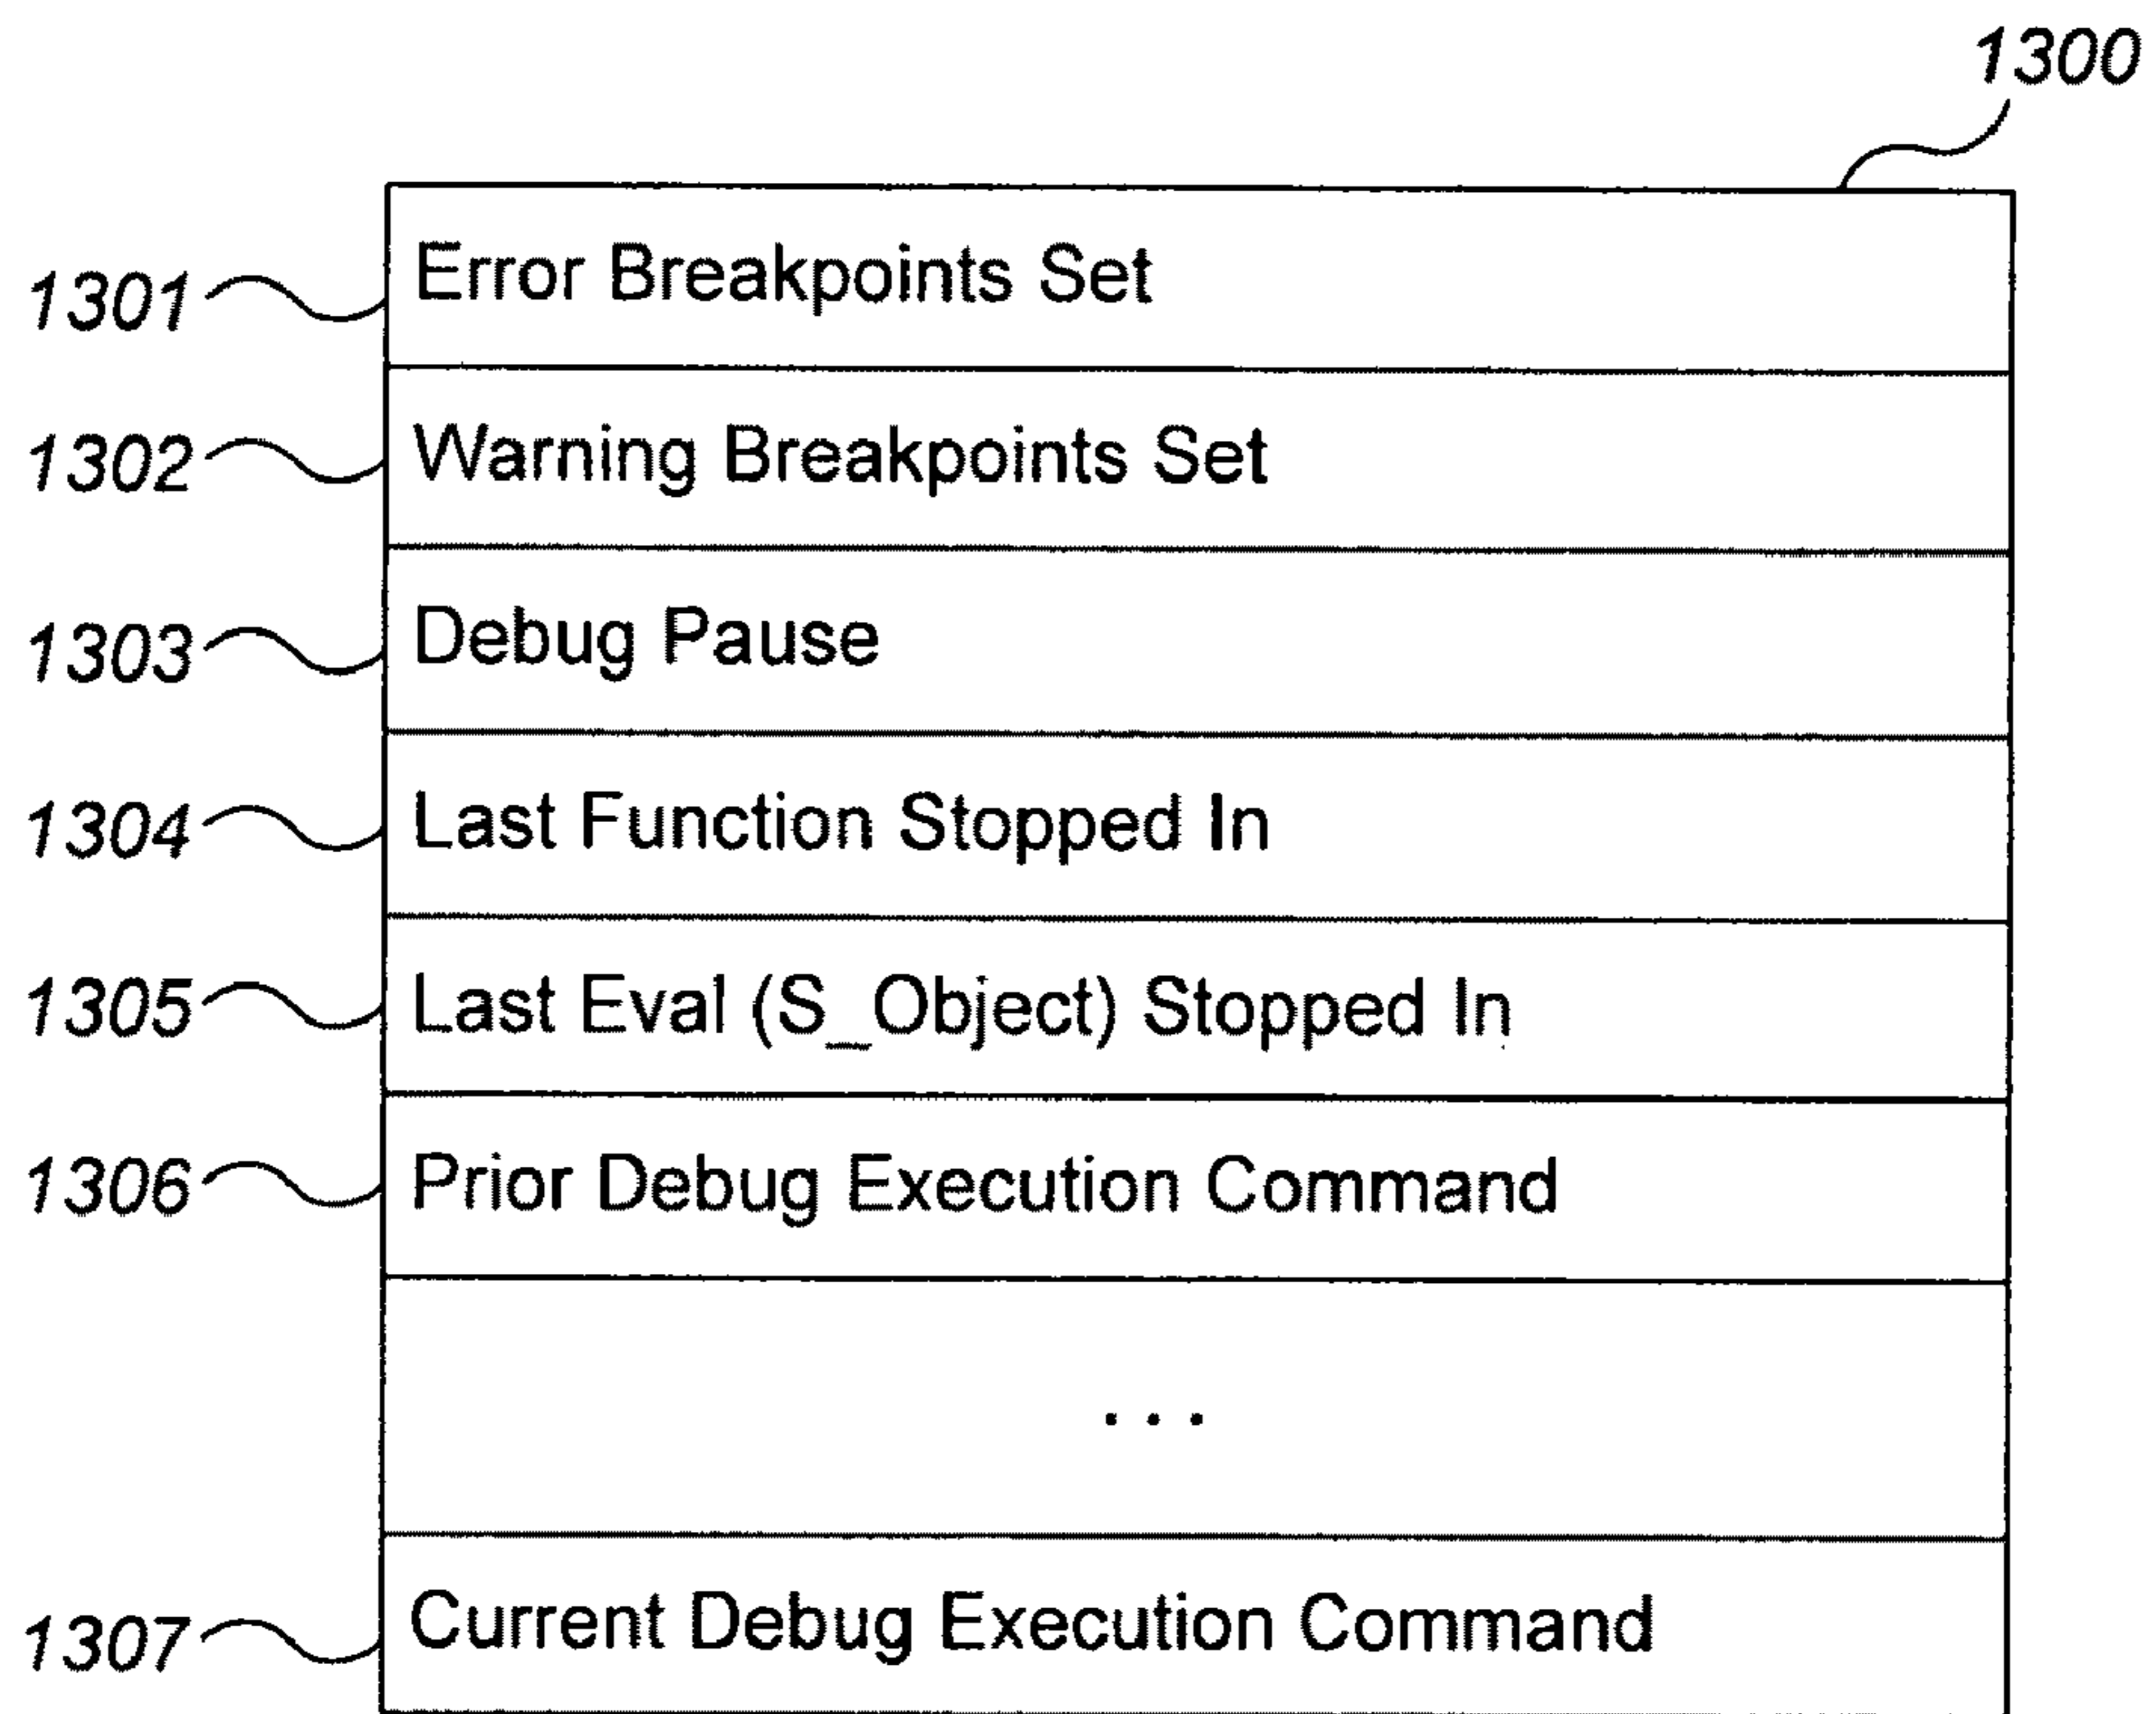 1300
1301 Error Breakpoints Set
1302 Warning Breakpoints Set
1303 Debug Pause
1304 Last Function Stopped In
1305 Last Eval (S_Object) Stopped In
1306 Prior Debug Execution Command
...
1307 Current Debug Execution Command